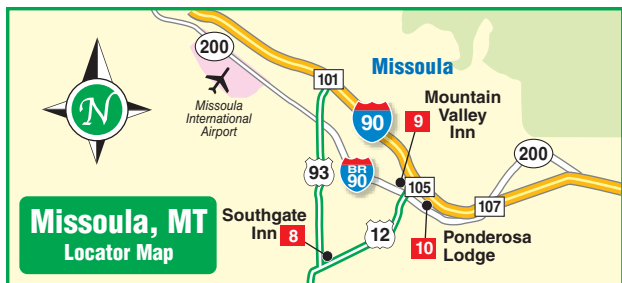 200
101
Missoula
Missoula
International
Airport
N
90
Mountain
Valley
Inn
9
93
BR
90
105
200
107
Missoula, MT
Locator Map
Southgate
Inn 8
12
10
Ponderosa
Lodge